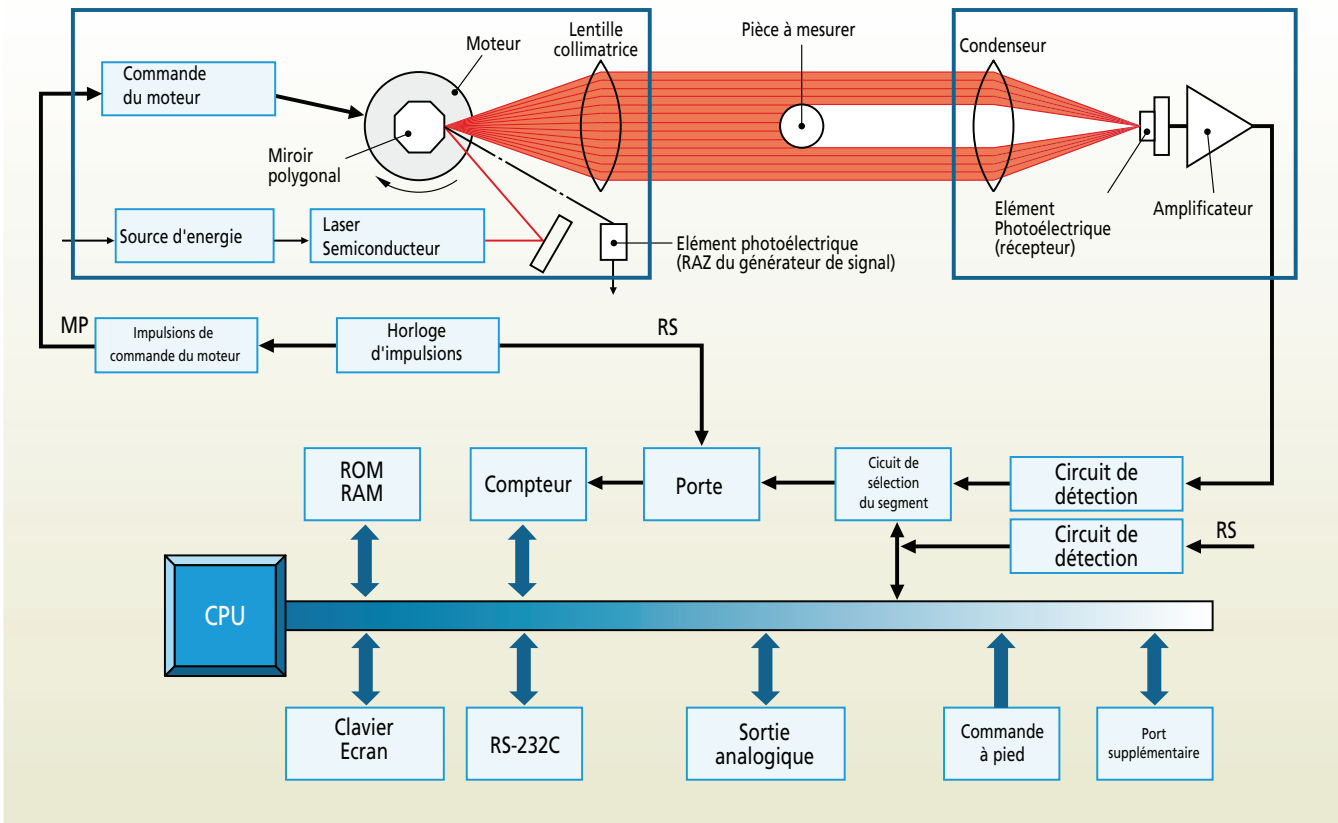 Commande
du moteur
Moteur
Lentille
collimatrice
Pièce à mesurer
Condenseur
Miroir
polygonal
Source d'energie
Laser
Semiconducteur
Elément photoélectrique
(RAZ du générateur de signal)
Elément
Photoélectrique
(récepteur)
Amplificateur
MP
Impulsions de
commande du moteur
Horloge
d'impulsions
RS
ROM
RAM
Compteur
Porte
Cicuit de
sélection
du segment
Circuit de
détection
Circuit de
détection
RS
CPU
Clavier
Ecran
RS-232C
Sortie
analogique
Commande
à pied
Port
supplémentaire